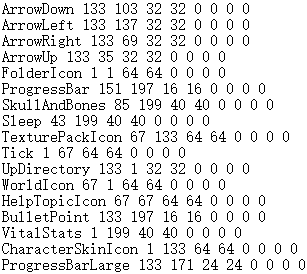 ArrowDown 133 103 32 32 0 0 0 0
ArrowLeft 133 137 32 32 0 0 0 0
ArrowRight 133 69 32 32 0 0 0 0
ArrowUp 133 35 32 32 0 0 0 0
FolderIcon 1 1 64 64 0 0 0 0
ProgressBar 151 197 16 16 0 0 0 0
SkullAndBones 85 199 40 40 0 0 0 0
Sleep 43 199 40 40 0 0 0 0
TexturePackIcon 67 133 64 64 0 0 0 0
Tick 1 67 64 64 0 0 0 0
UpDirectory 133 1 32 32 0 0 0 0
WorldIcon 67 1 64 64 0 0 0 0
HelpTopicIcon 67 67 64 64 0 0 0 0
BulletPoint 133 197 16 16 0 0 0 0
VitalStats 1 199 40 40 0 0 0 0
CharacterSkinIcon 1 133 64 64 0 0 0 0
ProgressBarLarge 133 171 24 24 0 0 0 0